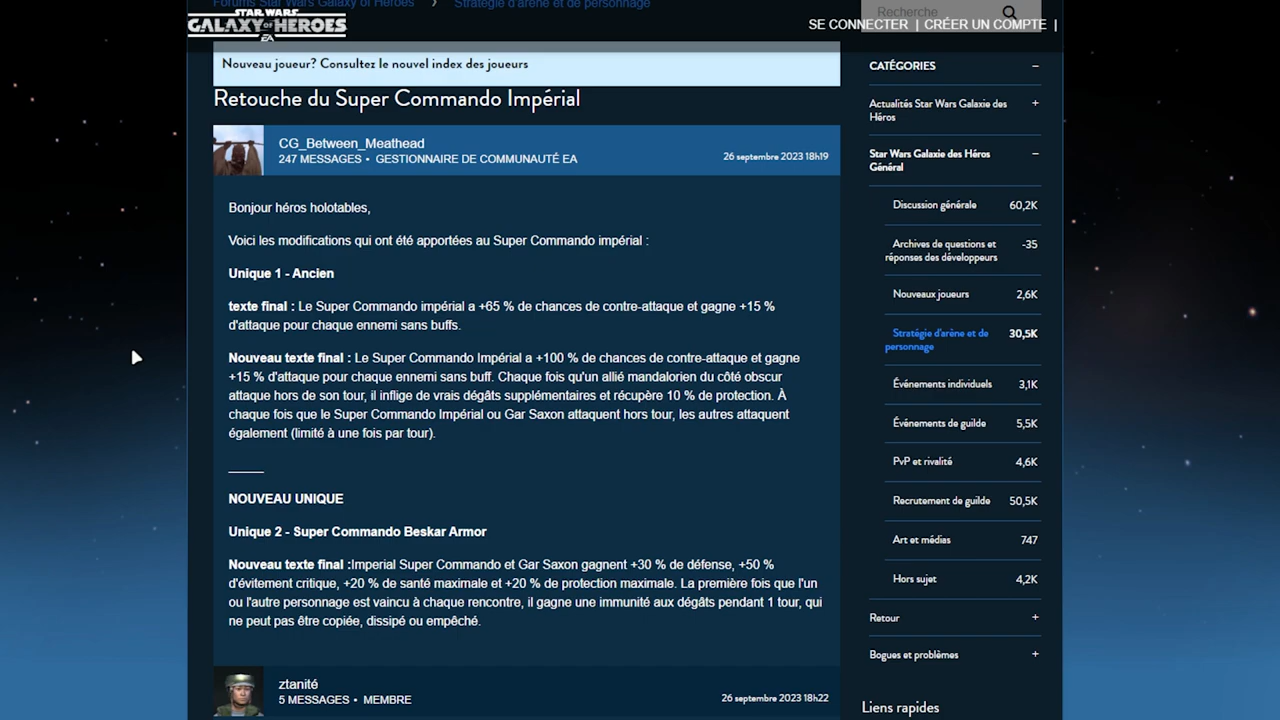 Forums Star Wars Galaxy of Heroes > Stratégie d'arène et de personnage
STAR WARS
GALAXY OF HEROES
EA
Recherche
SE CONNECTER | CRÉER UN COMPTE |
Nouveau joueur? Consultez le nouvel index des joueurs
Retouche du Super Commando Impérial
CG_Between_Meathead
247 MESSAGES • GESTIONNAIRE DE COMMUNAUTÉ EA
26 septembre 2023 18h19
Bonjour héros holotables,
Voici les modifications qui ont été apportées au Super Commando impérial :
Unique 1 - Ancien
texte final : Le Super Commando impérial a +65 % de chances de contre-attaque et gagne +15 %
d'attaque pour chaque ennemi sans buffs.
Nouveau texte final : Le Super Commando Impérial a +100 % de chances de contre-attaque et gagne
+15 % d'attaque pour chaque ennemi sans buff. Chaque fois qu'un allié mandalorien du côté obscur
attaque hors de son tour, il inflige de vrais dégâts supplémentaires et récupère 10 % de protection. À
chaque fois que le Super Commando Impérial ou Gar Saxon attaquent hors tour, les autres attaquent
également (limité à une fois par tour).
_____
NOUVEAU UNIQUE
Unique 2 - Super Commando Beskar Armor
Nouveau texte final :Imperial Super Commando et Gar Saxon gagnent +30 % de défense, +50 %
d'évitement critique, +20 % de santé maximale et +20 % de protection maximale. La première fois que l'un
ou l'autre personnage est vaincu à chaque rencontre, il gagne une immunité aux dégâts pendant 1 tour, qui
ne peut pas être copiée, dissipé ou empêché.
ztanité
5 MESSAGES • MEMBRE
26 septembre 2023 18h22
CATÉGORIES –
Actualités Star Wars Galaxie des +
Héros
Star Wars Galaxie des Héros –
Général
Discussion générale 60,2K
Archives de questions et -35
réponses des développeurs
Nouveaux joueurs 2,6K
Stratégie d'arène et de 30,5K
personnage
Événements individuels 3,1K
Événements de guilde 5,5K
PvP et rivalité 4,6K
Recrutement de guilde 50,5K
Art et médias 747
Hors sujet 4,2K
Retour +
Bogues et problèmes +
Liens rapides